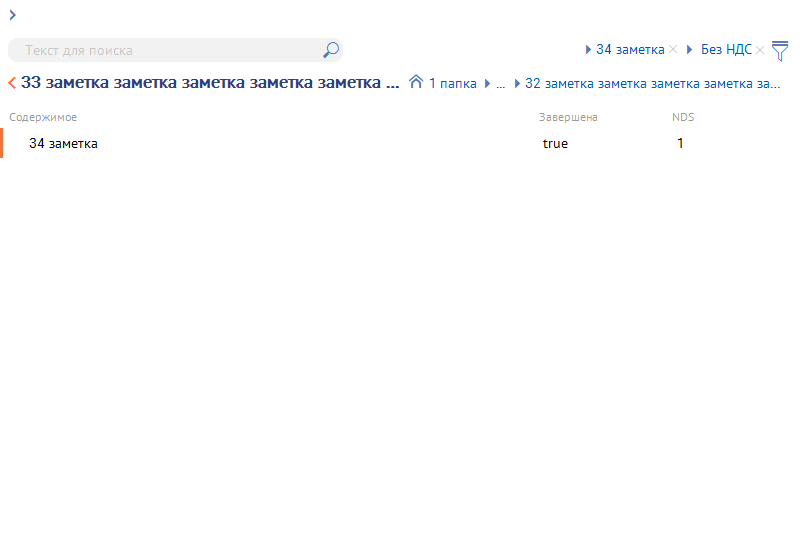 Текст для поиска 34 заметка Без НДС
33 заметка заметка заметка заметка заметка ... 1 папка ... 32 заметка заметка заметка заметка за...
Содержимое Завершена NDS
34 заметка true 1